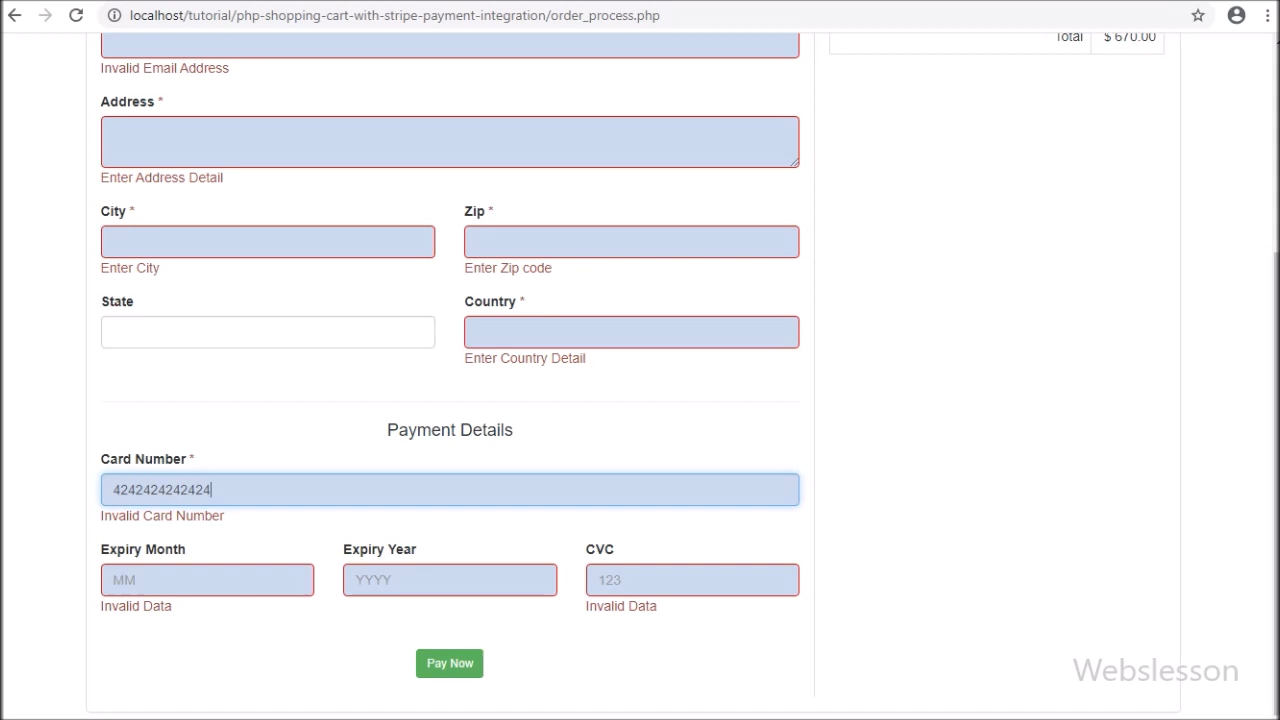 localhost/tutorial/php-shopping-cart-with-stripe-payment-integration/order_process.php
Total $ 670.00
Invalid Email Address
Address *
Enter Address Detail
City * Zip *
Enter City Enter Zip code
State Country *
Enter Country Detail
Payment Details
Card Number *
4242424242424
Invalid Card Number
Expiry Month Expiry Year CVC
MM YYYY 123
Invalid Data Invalid Data
Pay Now
Webslesson